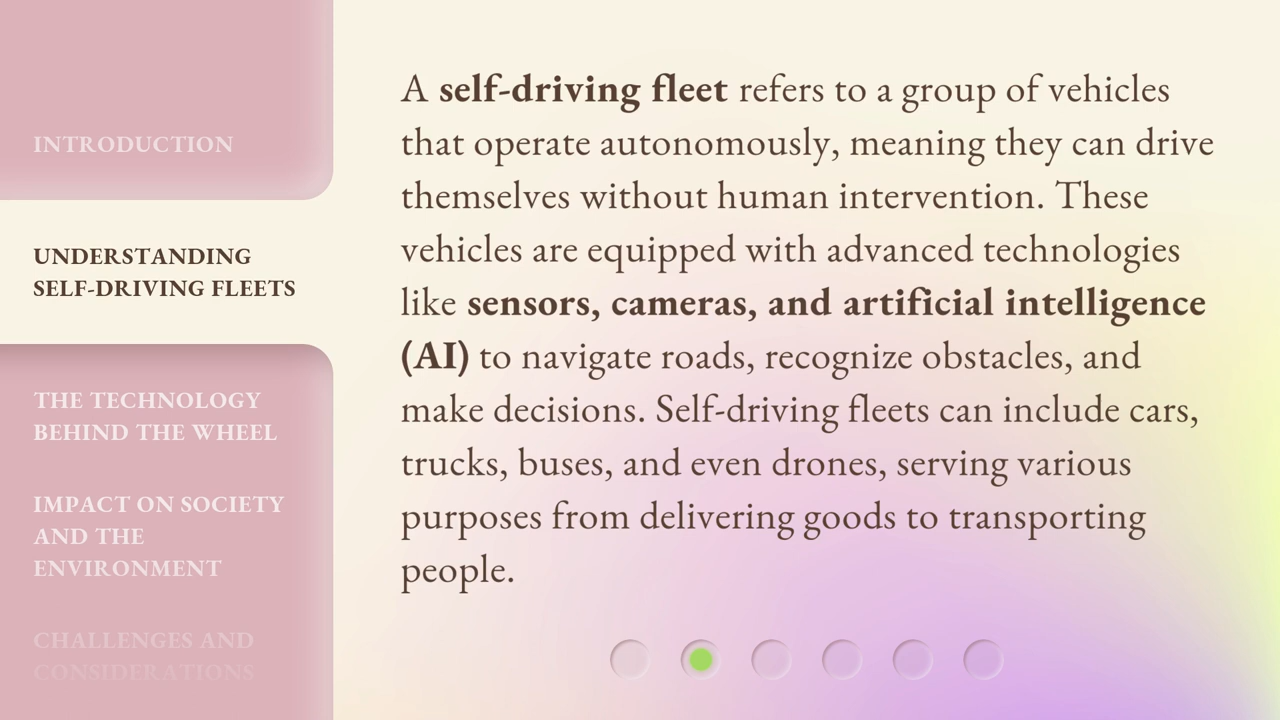 INTRODUCTION
UNDERSTANDING
SELF-DRIVING FLEETS
THE TECHNOLOGY
BEHIND THE WHEEL
IMPACT ON SOCIETY
AND THE
ENVIRONMENT
CHALLENGES AND
CONSIDERATIONS
A self-driving fleet refers to a group of vehicles
that operate autonomously, meaning they can drive
themselves without human intervention. These
vehicles are equipped with advanced technologies
like sensors, cameras, and artificial intelligence
(AI) to navigate roads, recognize obstacles, and
make decisions. Self-driving fleets can include cars,
trucks, buses, and even drones, serving various
purposes from delivering goods to transporting
people.